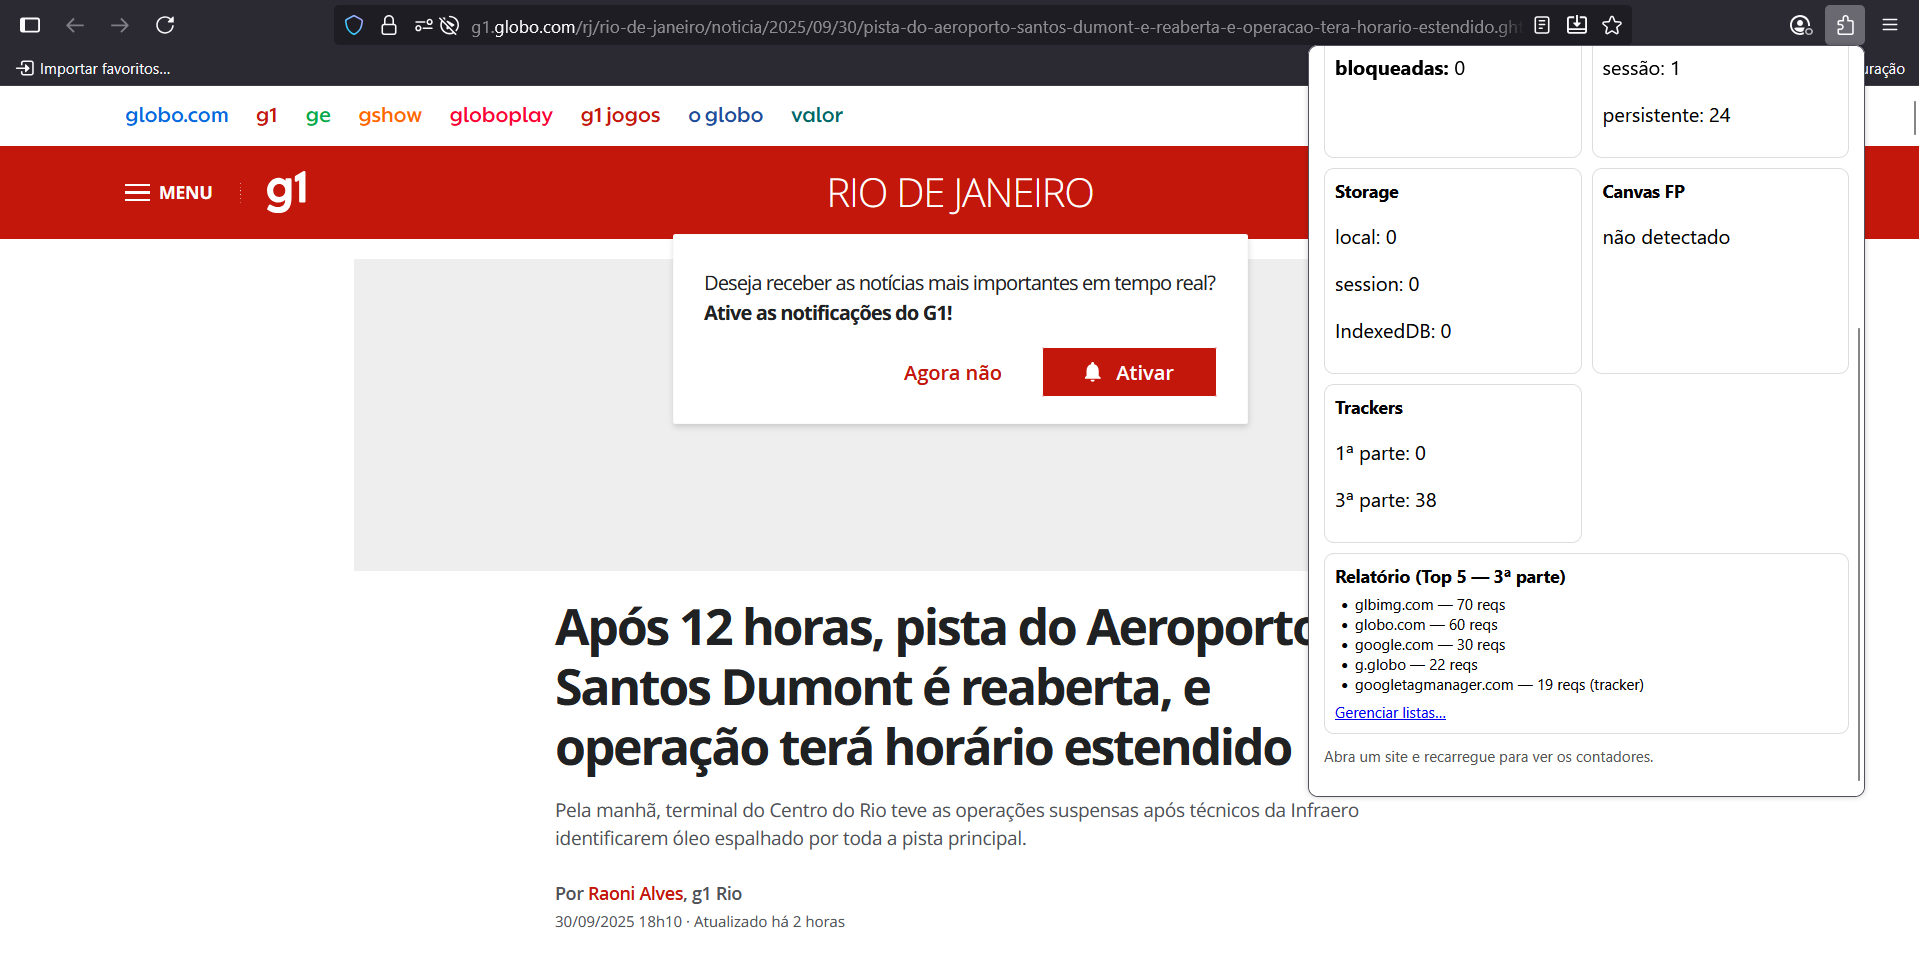 g1.globo.com/rj/rio-de-janeiro/noticia/2025/09/30/pista-do-aeroporto-santos-dumont-e-reaberta-e-operacao-tera-horario-estendido.ght
Importar favoritos...
uração
globo.com g1 ge gshow globoplay g1 jogos o globo valor
MENU g1 RIO DE JANEIRO
Deseja receber as notícias mais importantes em tempo real?
Ative as notificações do G1!
Agora não Ativar
Após 12 horas, pista do Aeroporto
Santos Dumont é reaberta, e
operação terá horário estendido
Pela manhã, terminal do Centro do Rio teve as operações suspensas após técnicos da Infraero
identificarem óleo espalhado por toda a pista principal.
Por Raoni Alves, g1 Rio
30/09/2025 18h10 · Atualizado há 2 horas
bloqueadas: 0
sessão: 1
persistente: 24
Storage
local: 0
session: 0
IndexedDB: 0
Canvas FP
não detectado
Trackers
1ª parte: 0
3ª parte: 38
Relatório (Top 5 — 3ª parte)
• glbimg.com — 70 reqs
• globo.com — 60 reqs
• google.com — 30 reqs
• g.globo — 22 reqs
• googletagmanager.com — 19 reqs (tracker)
Gerenciar listas...
Abra um site e recarregue para ver os contadores.